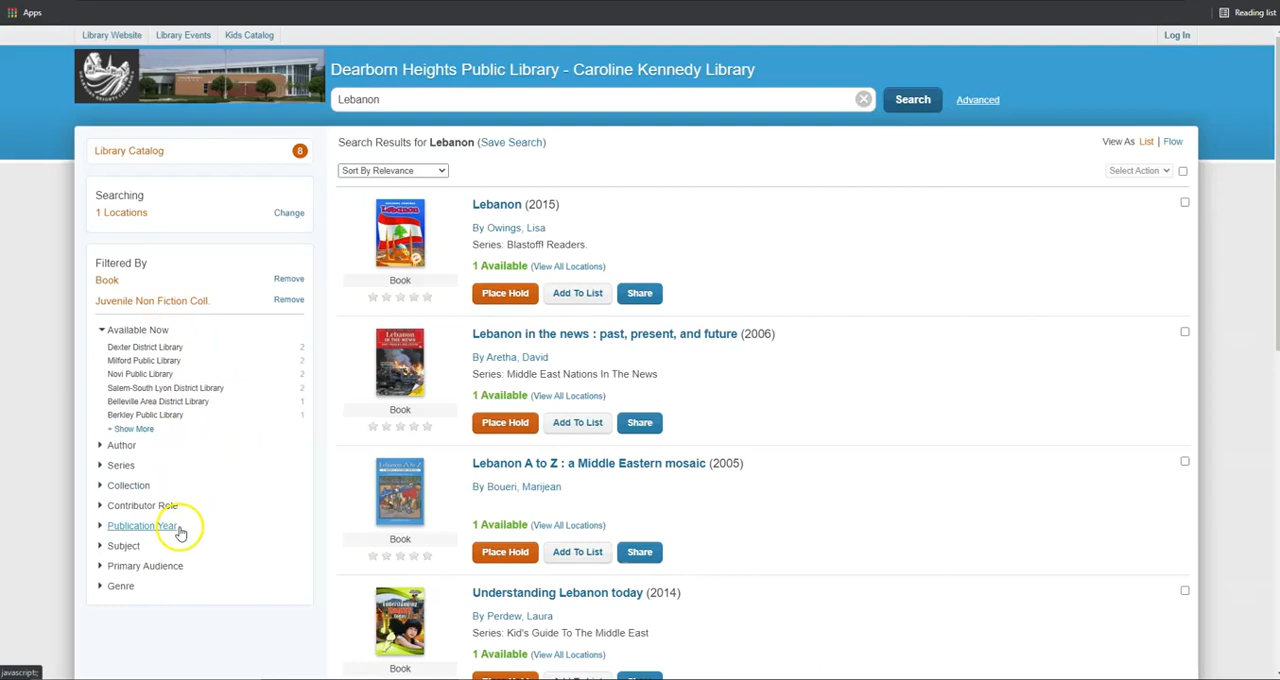 Apps
Reading list
Library Website
Library Events
Kids Catalog
Log In
Dearborn Heights Public Library - Caroline Kennedy Library
Lebanon
Search
Advanced
Library Catalog
8
Searching
1 Locations
Change
Filtered By
Book
Remove
Juvenile Non Fiction Coll.
Remove
Available Now
Dexter District Library 2
Milford Public Library 2
Novi Public Library 2
Salem-South Lyon District Library 2
Belleville Area District Library 1
Berkley Public Library 1
+ Show More
Author
Series
Collection
Contributor Role
Publication Year
Subject
Primary Audience
Genre
Search Results for Lebanon (Save Search)
View As List | Flow
Sort By Relevance
Select Action
Lebanon (2015)
By Owings, Lisa
Series: Blastoff! Readers.
1 Available (View All Locations)
Book
Place Hold
Add To List
Share
Lebanon in the news : past, present, and future (2006)
By Aretha, David
Series: Middle East Nations In The News
1 Available (View All Locations)
Book
Place Hold
Add To List
Share
Lebanon A to Z : a Middle Eastern mosaic (2005)
By Boueri, Marijean
1 Available (View All Locations)
Book
Place Hold
Add To List
Share
Understanding Lebanon today (2014)
By Perdew, Laura
Series: Kid's Guide To The Middle East
1 Available (View All Locations)
Book
javascript:;